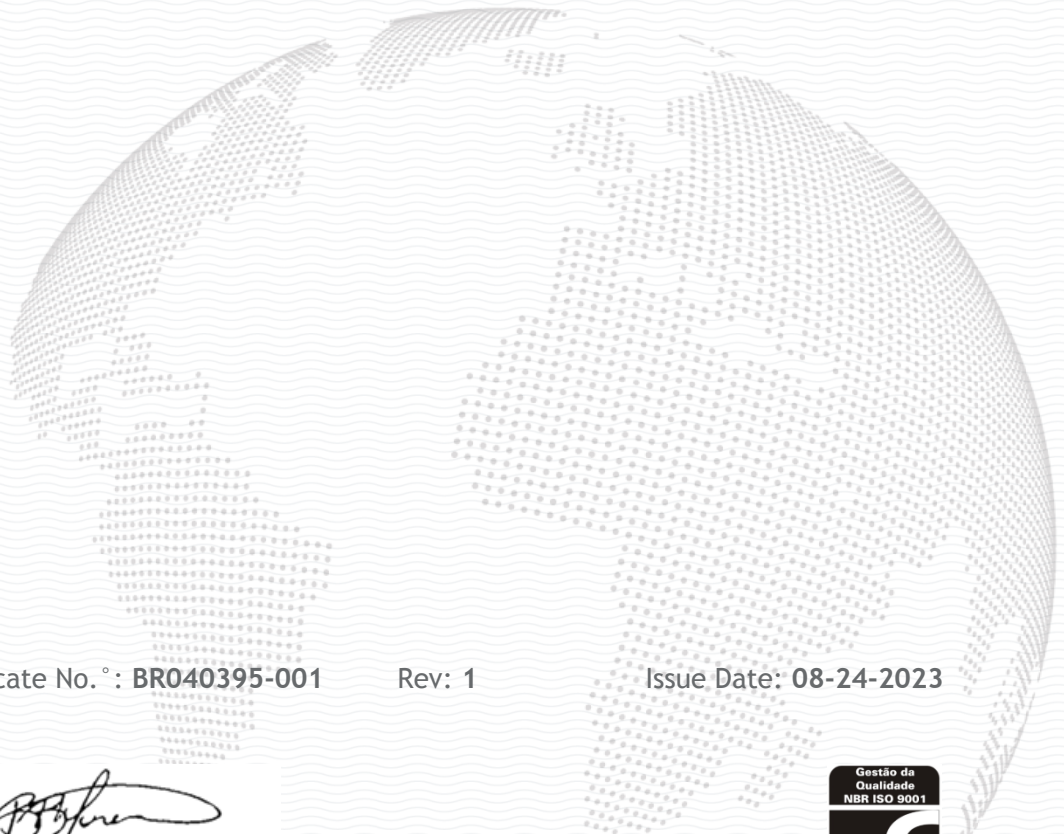 cate No.°: BR040395-001 Rev: 1 Issue Date: 08-24-2023
Gestão da
Qualidade
NBR ISO 9001